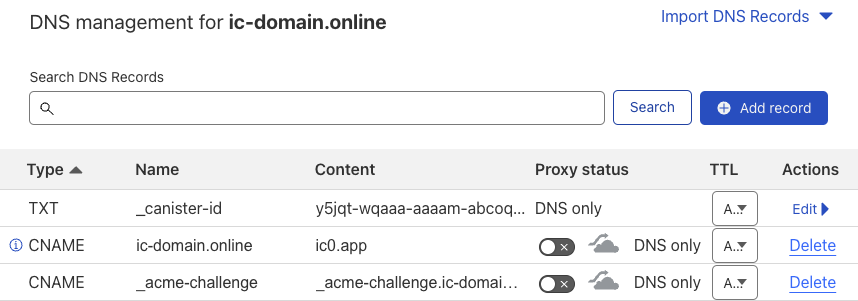 DNS management for ic-domain.online
Import DNS Records
Search DNS Records
Search
Add record
Type Name Content Proxy status TTL Actions
TXT _canister-id y5jqt-wqaaa-aaaam-abcoq... DNS only A... Edit
CNAME ic-domain.online ic0.app DNS only A... Delete
CNAME _acme-challenge _acme-challenge.ic-domai... DNS only A... Delete